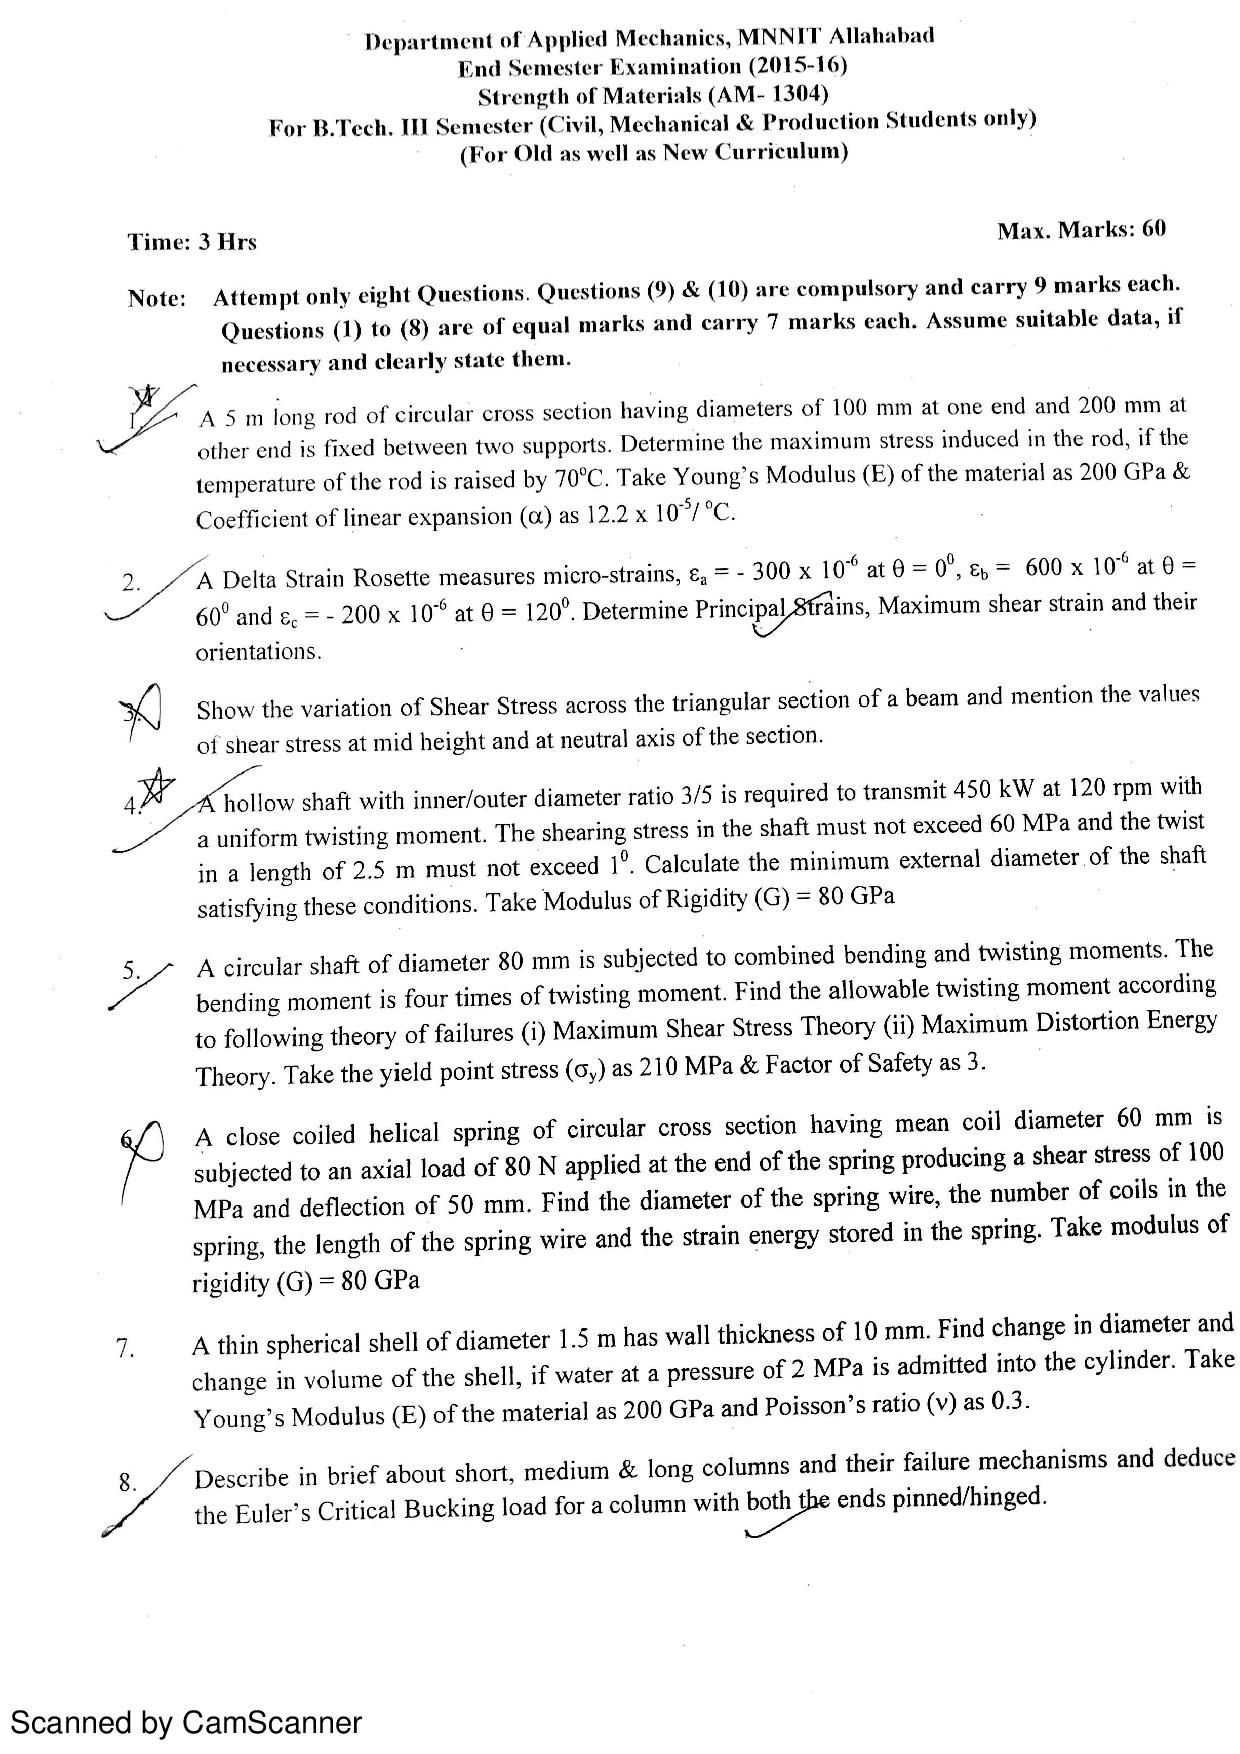 Department of Applied Mechanics, MNNIT Allahabad
End Semester Examination (2015-16)
Strength of Materials (AM- 1304)
For B.Tech. III Semester (Civil, Mechanical & Production Students only)
(For Old as well as New Curriculum)
Time: 3 Hrs
Max. Marks: 60
Note: Attempt only eight Questions. Questions (9) & (10) are compulsory and carry 9 marks each.
Questions (1) to (8) are of equal marks and carry 7 marks each. Assume suitable data, if
necessary and clearly state them.
1. A 5 m long rod of circular cross section having diameters of 100 mm at one end and 200 mm at
other end is fixed between two supports. Determine the maximum stress induced in the rod, if the
temperature of the rod is raised by 70⁰C. Take Young's Modulus (E) of the material as 200 GPa &
Coefficient of linear expansion (α) as 12.2 x 10⁻⁵/ ⁰C.
2. A Delta Strain Rosette measures micro-strains, εₐ = - 300 x 10⁻⁶ at θ = 0⁰, ε_b = 600 x 10⁻⁶ at θ =
60⁰ and ε_c = - 200 x 10⁻⁶ at θ = 120⁰. Determine Principal Strains, Maximum shear strain and their
orientations.
3. Show the variation of Shear Stress across the triangular section of a beam and mention the values
of shear stress at mid height and at neutral axis of the section.
4. A hollow shaft with inner/outer diameter ratio 3/5 is required to transmit 450 kW at 120 rpm with
a uniform twisting moment. The shearing stress in the shaft must not exceed 60 MPa and the twist
in a length of 2.5 m must not exceed 1⁰. Calculate the minimum external diameter of the shaft
satisfying these conditions. Take Modulus of Rigidity (G) = 80 GPa
5. A circular shaft of diameter 80 mm is subjected to combined bending and twisting moments. The
bending moment is four times of twisting moment. Find the allowable twisting moment according
to following theory of failures (i) Maximum Shear Stress Theory (ii) Maximum Distortion Energy
Theory. Take the yield point stress (σ_y) as 210 MPa & Factor of Safety as 3.
6. A close coiled helical spring of circular cross section having mean coil diameter 60 mm is
subjected to an axial load of 80 N applied at the end of the spring producing a shear stress of 100
MPa and deflection of 50 mm. Find the diameter of the spring wire, the number of coils in the
spring, the length of the spring wire and the strain energy stored in the spring. Take modulus of
rigidity (G) = 80 GPa
7. A thin spherical shell of diameter 1.5 m has wall thickness of 10 mm. Find change in diameter and
change in volume of the shell, if water at a pressure of 2 MPa is admitted into the cylinder. Take
Young's Modulus (E) of the material as 200 GPa and Poisson's ratio (ν) as 0.3.
8. Describe in brief about short, medium & long columns and their failure mechanisms and deduce
the Euler's Critical Bucking load for a column with both the ends pinned/hinged.
Scanned by CamScanner